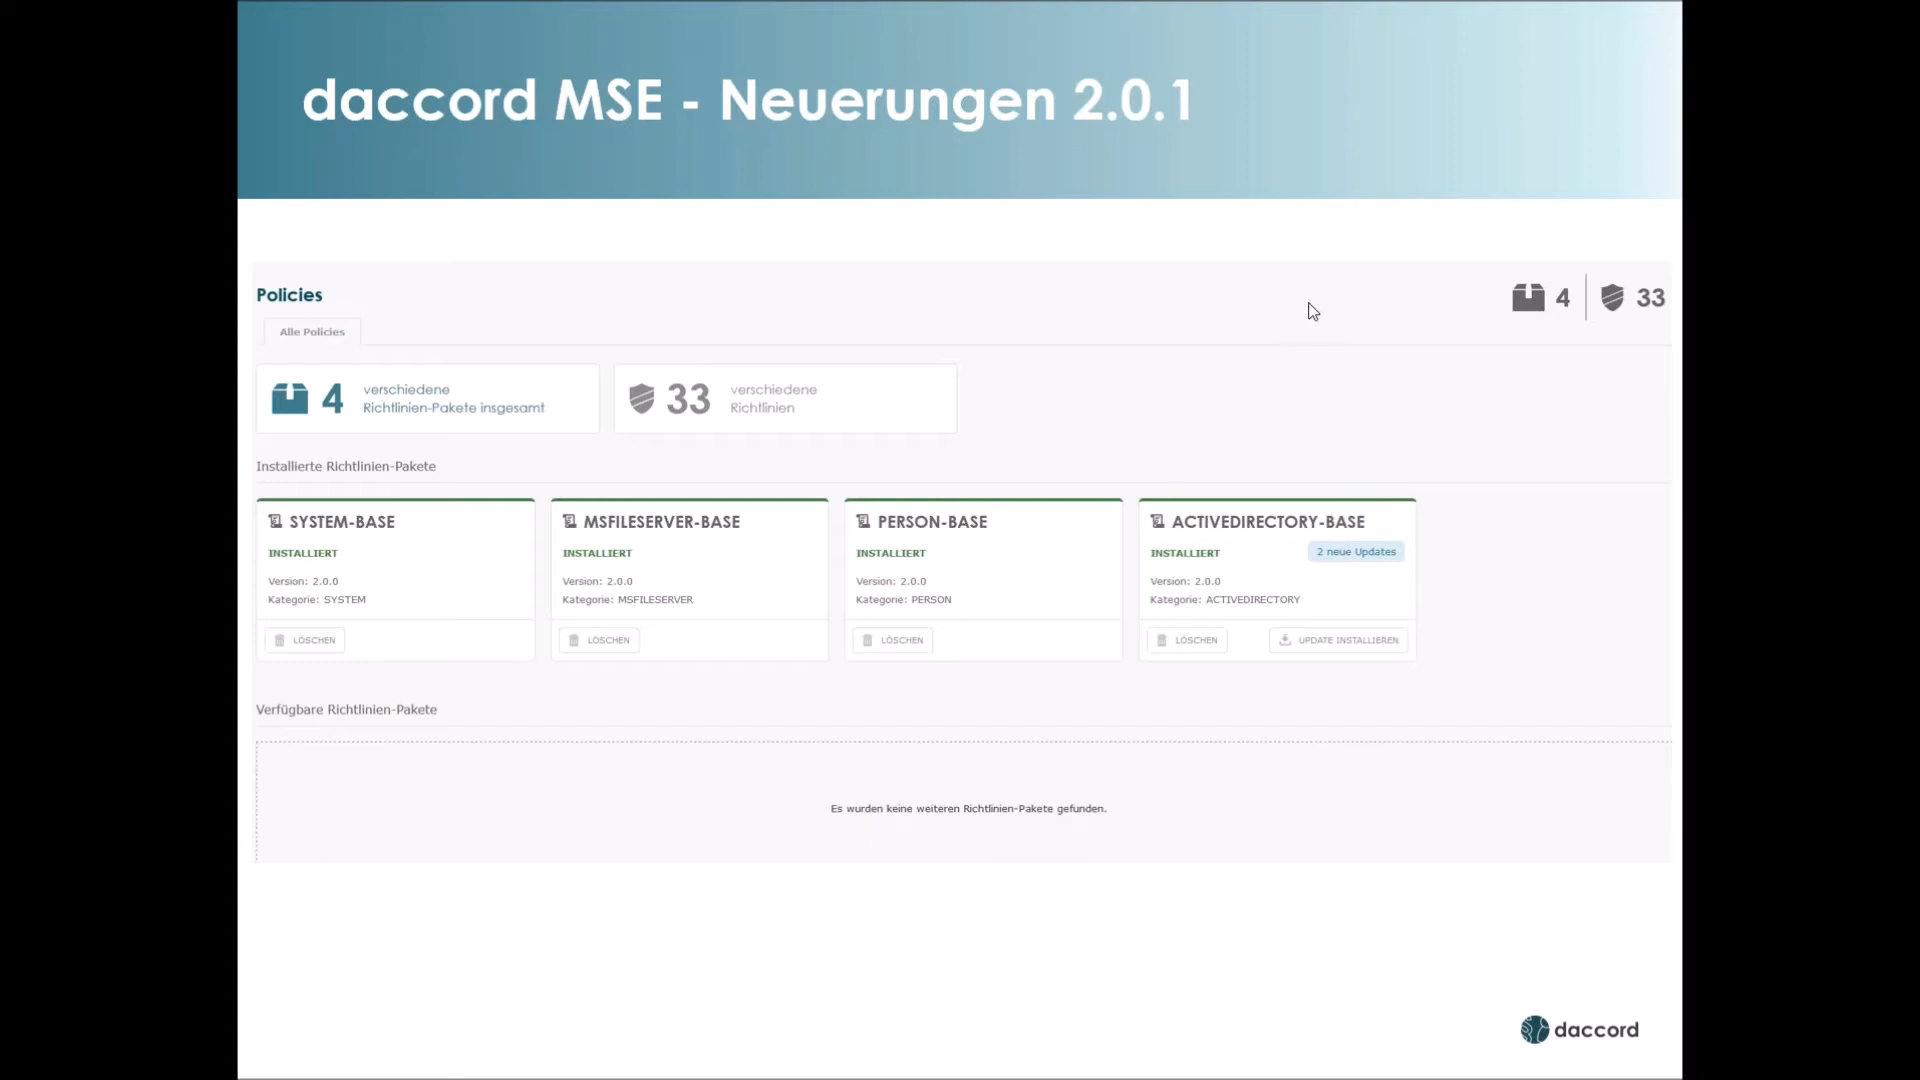 daccord MSE - Neuerungen 2.0.1
Policies
4
33
Alle Policies
4
verschiedene
Richtlinien-Pakete insgesamt
33
verschiedene
Richtlinien
Installierte Richtlinien-Pakete
SYSTEM-BASE
INSTALLIERT
Version: 2.0.0
Kategorie: SYSTEM
LÖSCHEN
MSFILESERVER-BASE
INSTALLIERT
Version: 2.0.0
Kategorie: MSFILESERVER
LÖSCHEN
PERSON-BASE
INSTALLIERT
Version: 2.0.0
Kategorie: PERSON
LÖSCHEN
ACTIVEDIRECTORY-BASE
INSTALLIERT
2 neue Updates
Version: 2.0.0
Kategorie: ACTIVEDIRECTORY
LÖSCHEN
UPDATE INSTALLIEREN
Verfügbare Richtlinien-Pakete
Es wurden keine weiteren Richtlinien-Pakete gefunden.
daccord